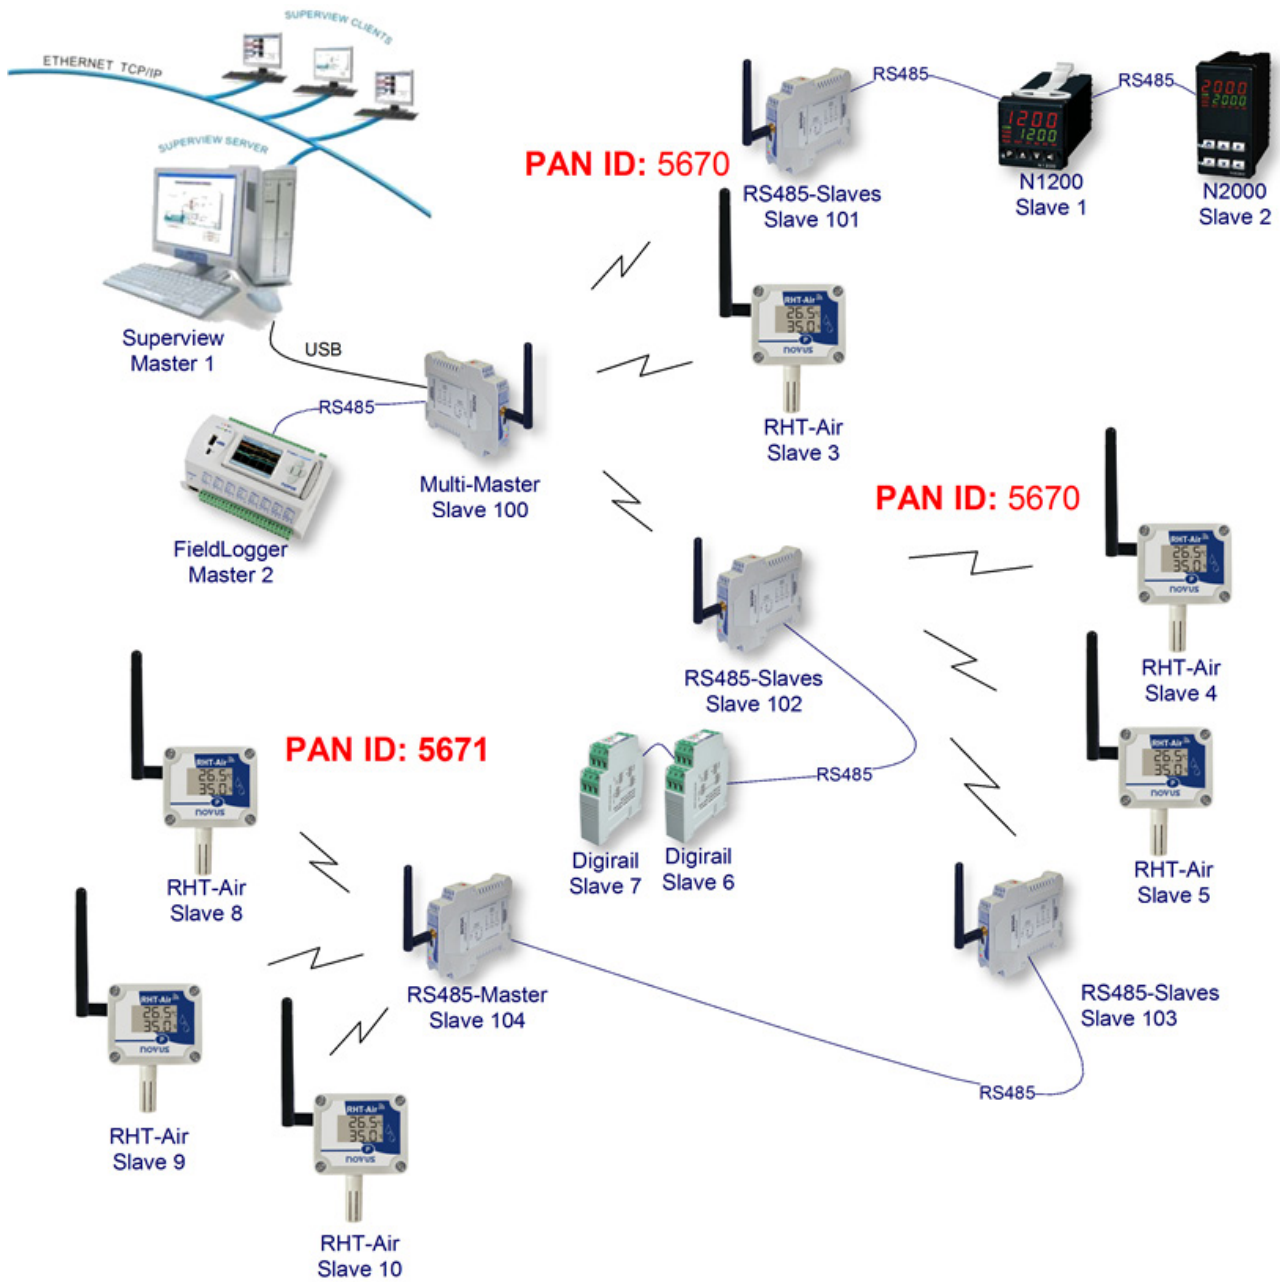 SUPERVIEW CLIENTS
ETHERNET TCP/IP
SUPERVIEW SERVER
RS485
RS485
1200
1200
N1200
2000
2000
PAN ID: 5670
RS485-Slaves
Slave 101
N1200
Slave 1
N2000
Slave 2
RHT-Air
26.5
35.0
novus
Superview
Master 1
USB
RS485
RHT-Air
Slave 3
Multi-Master
Slave 100
PAN ID: 5670
FieldLogger
Master 2
RHT-Air
26.5
35.0
novus
RS485-Slaves
Slave 102
RHT-Air
Slave 4
PAN ID: 5671
RHT-Air
26.5
35.0
novus
RS485
RHT-Air
26.5
35.0
novus
Digirail
Slave 7
Digirail
Slave 6
RHT-Air
Slave 5
RHT-Air
Slave 8
RS485-Master
Slave 104
RS485-Slaves
Slave 103
RHT-Air
26.5
35.0
novus
RS485
RHT-Air
Slave 9
RHT-Air
26.5
35.0
novus
RHT-Air
Slave 10